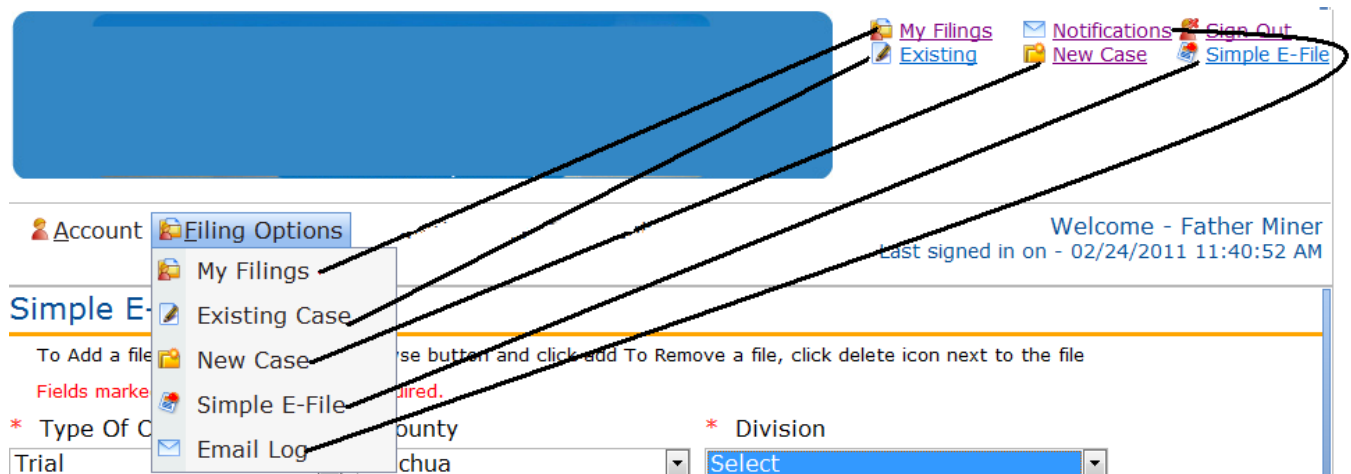 My Filings Notifications Sign Out
Existing New Case Simple E-File
Account Filing Options
Welcome - Father Miner
Last signed in on - 02/24/2011 11:40:52 AM
My Filings
Existing Case
New Case
Simple E-File
Email Log
Simple E-
To Add a file button and click add To Remove a file, click delete icon next to the file
Fields marke
* Type Of * Division
Trial chua Select